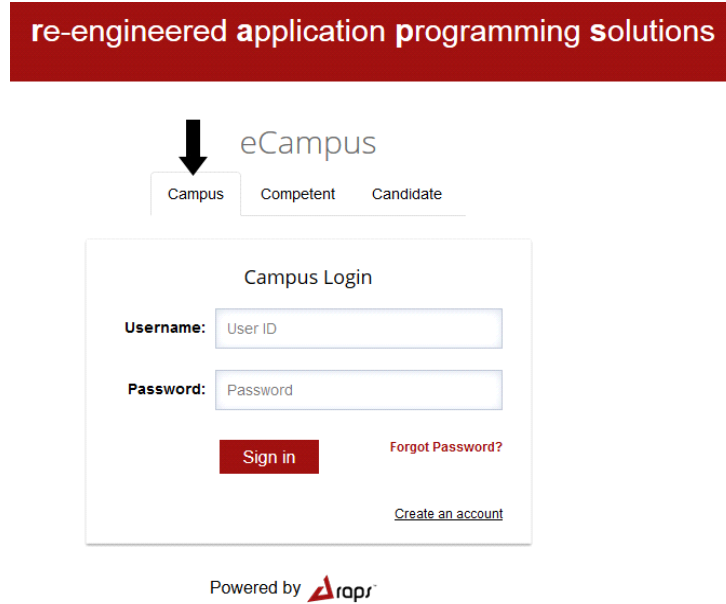 re-engineered application programming solutions
eCampus
Campus Competent Candidate
Campus Login
Username: User ID
Password: Password
Sign in Forgot Password?
Create an account
Powered by raps™